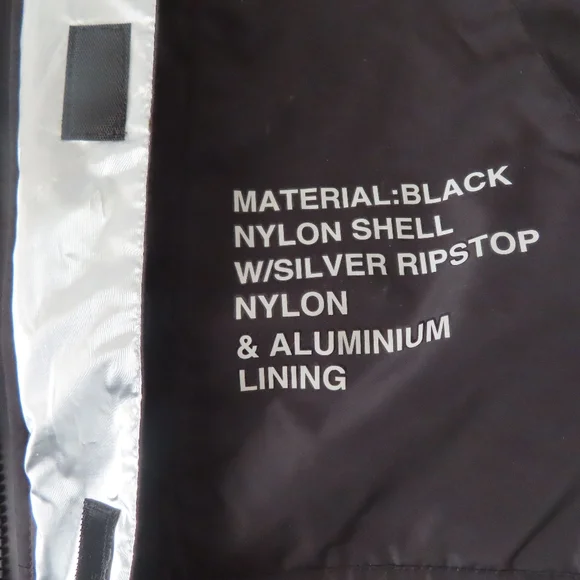 MATERIAL:BLACK
NYLON SHELL
W/SILVER RIPSTOP
NYLON
& ALUMINIUM
LINING